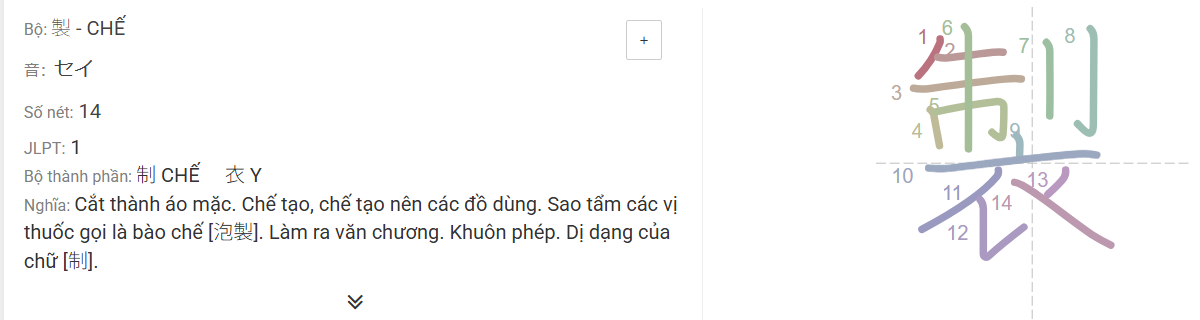 Bộ: 製 - CHẾ
+
音: セイ
Số nét: 14
JLPT: 1
Bộ thành phần: 制 CHẾ 衣 Y
Nghĩa: Cắt thành áo mặc. Chế tạo, chế tạo nên các đồ dùng. Sao tẩm các vị
thuốc gọi là bào chế [泡製]. Làm ra văn chương. Khuôn phép. Dị dạng của
chữ [制].
製
1
2
3
4
5
6
7
8
9
10
11
12
13
14